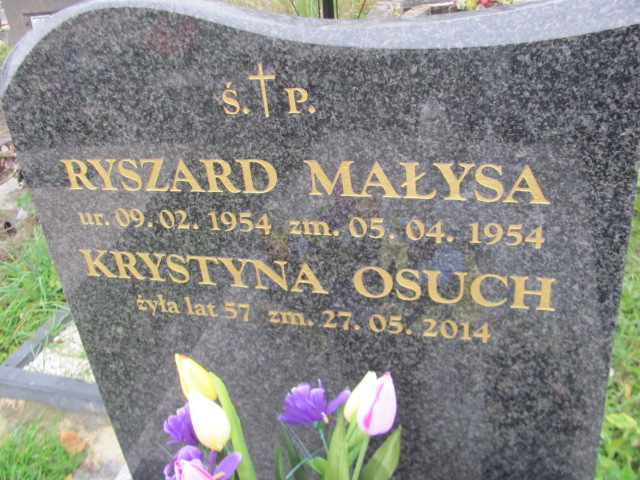 Ś. P.
RYSZARD MAŁYSA
ur. 09. 02. 1954 zm. 05. 04. 1954
KRYSTYNA OSUCH
żyła lat 57 zm. 27. 05. 2014